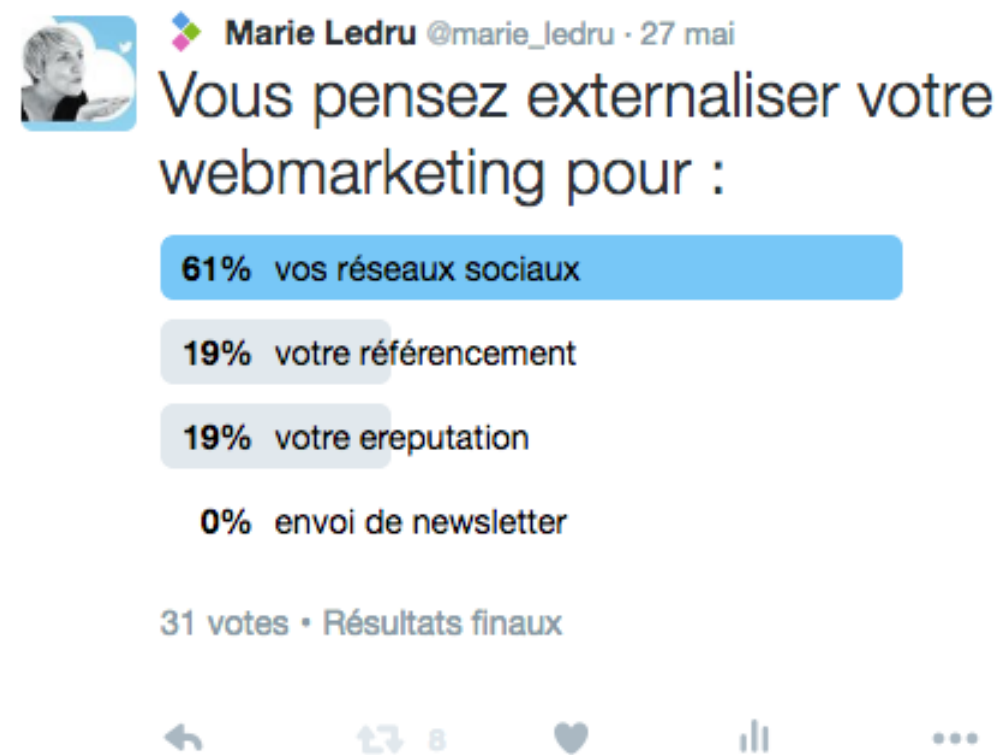 Marie Ledru @marie_ledru · 27 mai
Vous pensez externaliser votre
webmarketing pour :
61% vos réseaux sociaux
19% votre référencement
19% votre ereputation
0% envoi de newsletter
31 votes • Résultats finaux
8